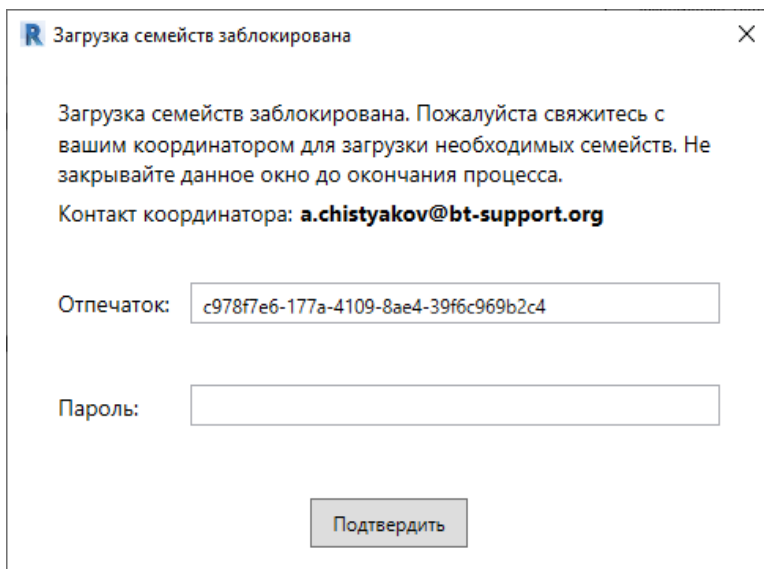 R Загрузка семейств заблокирована
Загрузка семейств заблокирована. Пожалуйста свяжитесь с
вашим координатором для загрузки необходимых семейств. Не
закрывайте данное окно до окончания процесса.
Контакт координатора: a.chistyakov@bt-support.org
Отпечаток: c978f7e6-177a-4109-8ae4-39f6c969b2c4
Пароль:
Подтвердить